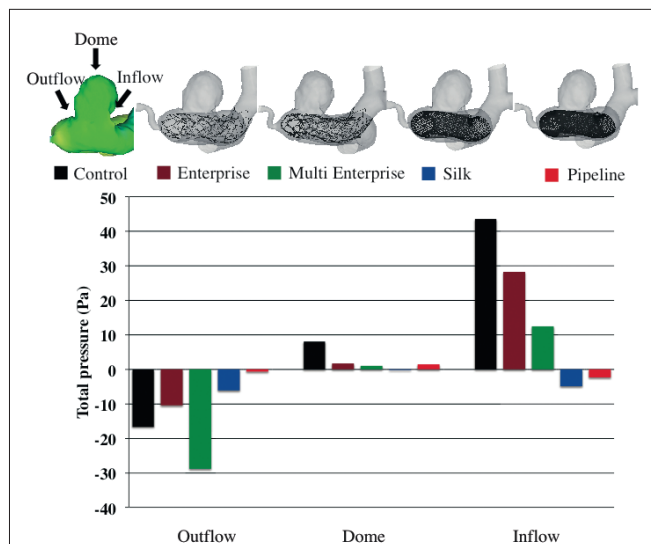 Dome
Outflow Inflow
Control Enterprise Multi Enterprise Silk Pipeline
Total pressure (Pa)
50
40
30
20
10
0
-10
-20
-30
-40
Outflow Dome Inflow